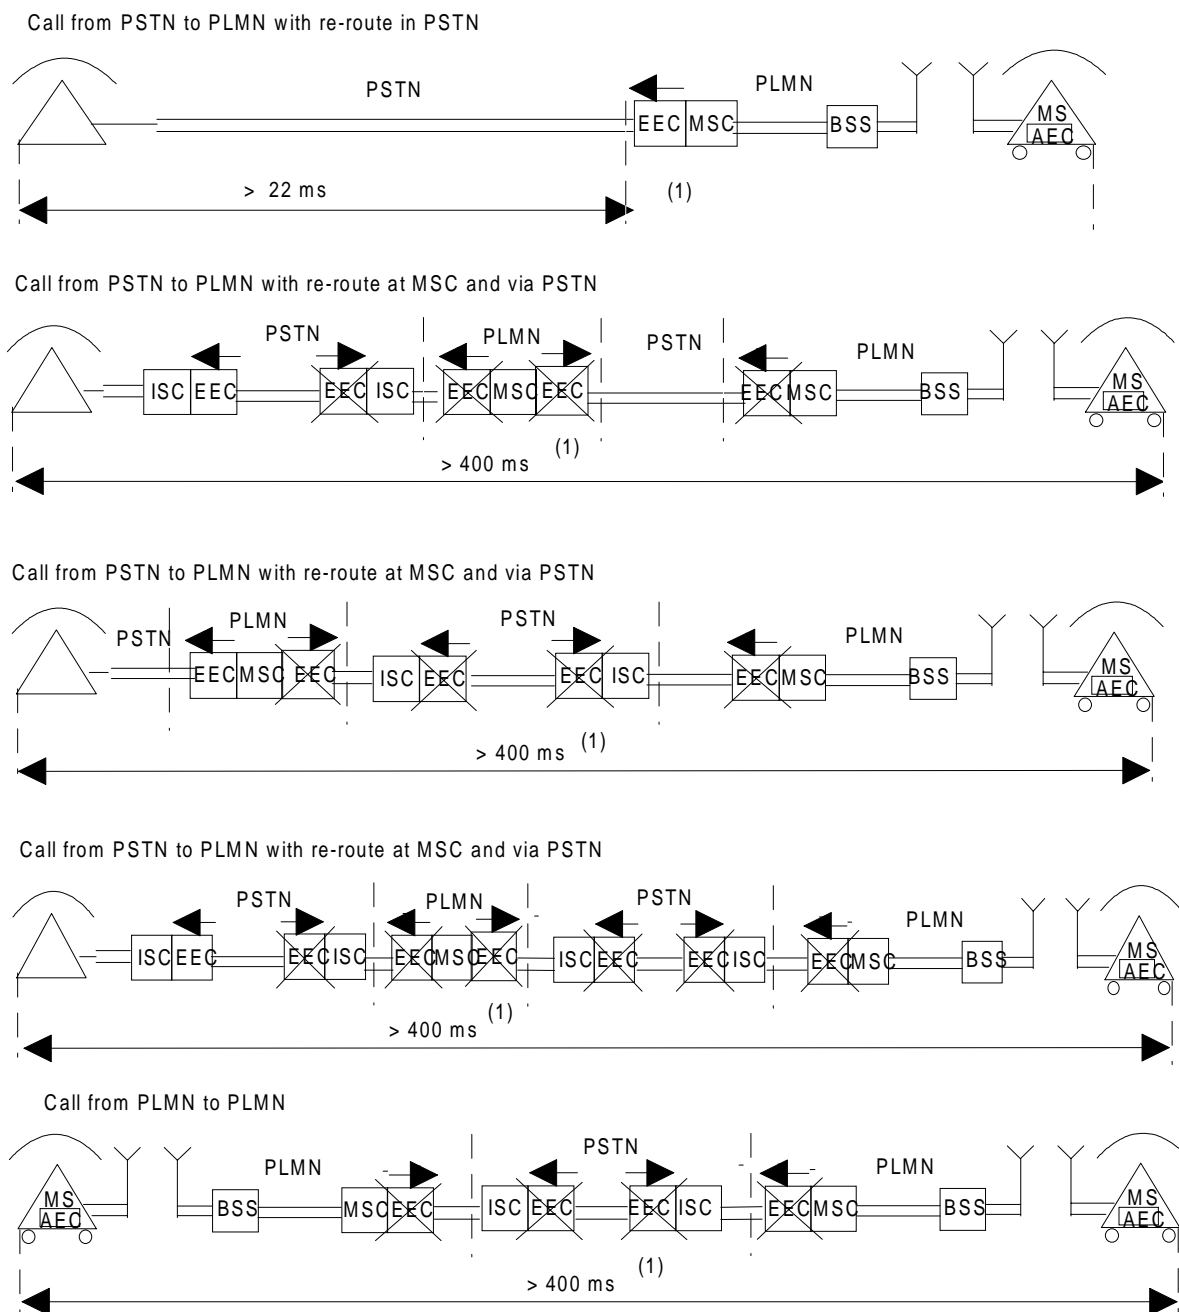 Call from PSTN to PLMN with re-route in PSTN
PSTN PLMN
EEC MSC BSS MS
AEC
> 22 ms (1)
Call from PSTN to PLMN with re-route at MSC and via PSTN
PSTN PLMN PSTN PLMN
ISC EEC EEC ISC EEC MSC EEC EEC MSC BSS MS
AEC
(1)
> 400 ms
Call from PSTN to PLMN with re-route at MSC and via PSTN
PSTN PLMN PSTN PLMN
EEC MSC EEC ISC EEC EEC ISC EEC MSC BSS MS
AEC
(1)
> 400 ms
Call from PSTN to PLMN with re-route at MSC and via PSTN
PSTN PLMN PSTN PLMN
ISC EEC EEC ISC EEC MSC EEC ISC EEC EEC ISC EEC MSC BSS MS
AEC
(1)
> 400 ms
Call from PLMN to PLMN
PLMN PSTN PLMN
MS BSS MSC EEC ISC EEC EEC ISC EEC MSC BSS MS
AEC AEC
(1)
> 400 ms